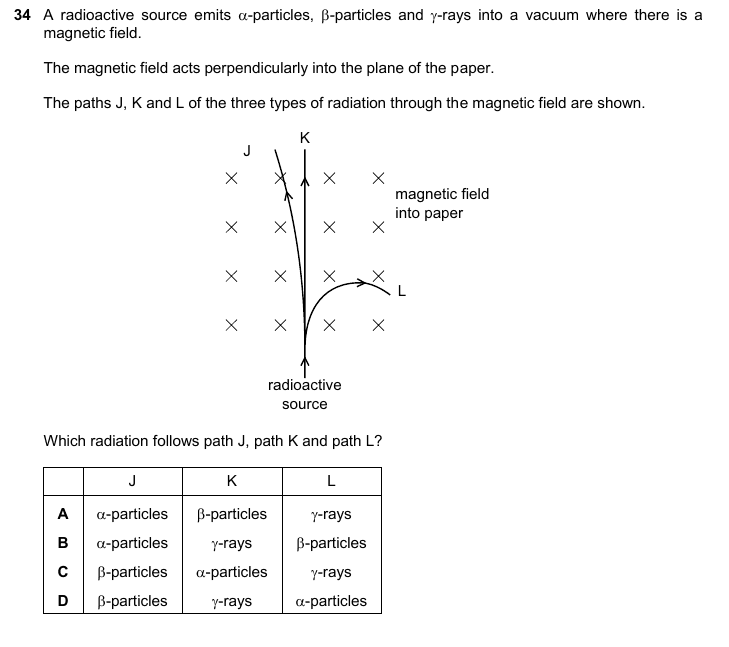 34 A radioactive source emits α-particles, β-particles and γ-rays into a vacuum where there is a
magnetic field.
The magnetic field acts perpendicularly into the plane of the paper.
The paths J, K and L of the three types of radiation through the magnetic field are shown.
K
J
magnetic field
into paper
L
radioactive
source
Which radiation follows path J, path K and path L?
J K L
A α-particles β-particles γ-rays
B α-particles γ-rays β-particles
C β-particles α-particles γ-rays
D β-particles γ-rays α-particles